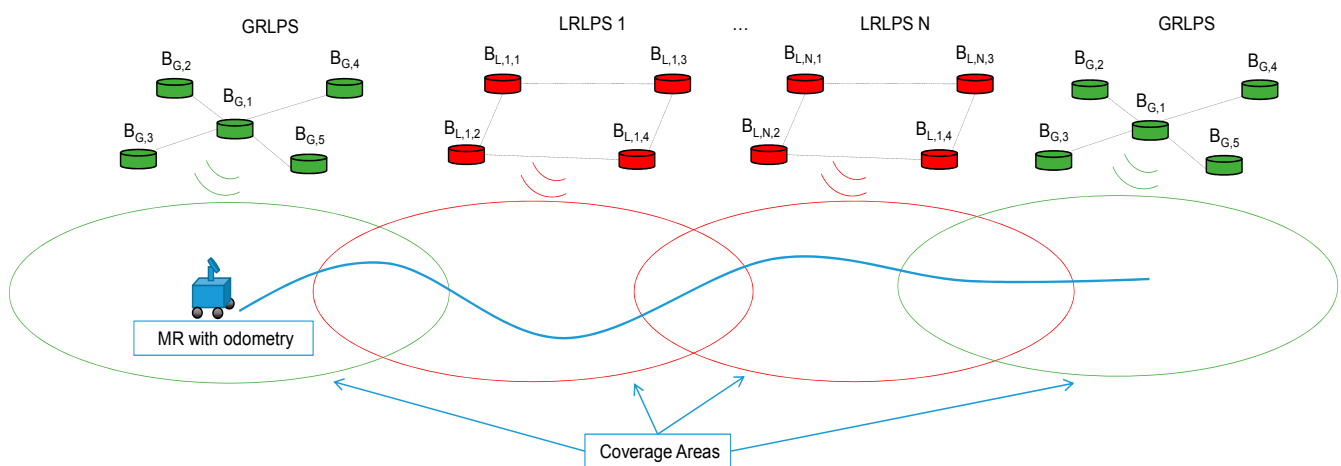 GRLPS
LRLPS 1
...
LRLPS N
GRLPS
B_G,2
B_G,4
B_G,1
B_G,3
B_G,5
B_L,1,1
B_L,1,3
B_L,1,2
B_L,1,4
B_L,N,1
B_L,N,3
B_L,N,2
B_L,1,4
B_G,2
B_G,4
B_G,1
B_G,3
B_G,5
MR with odometry
Coverage Areas